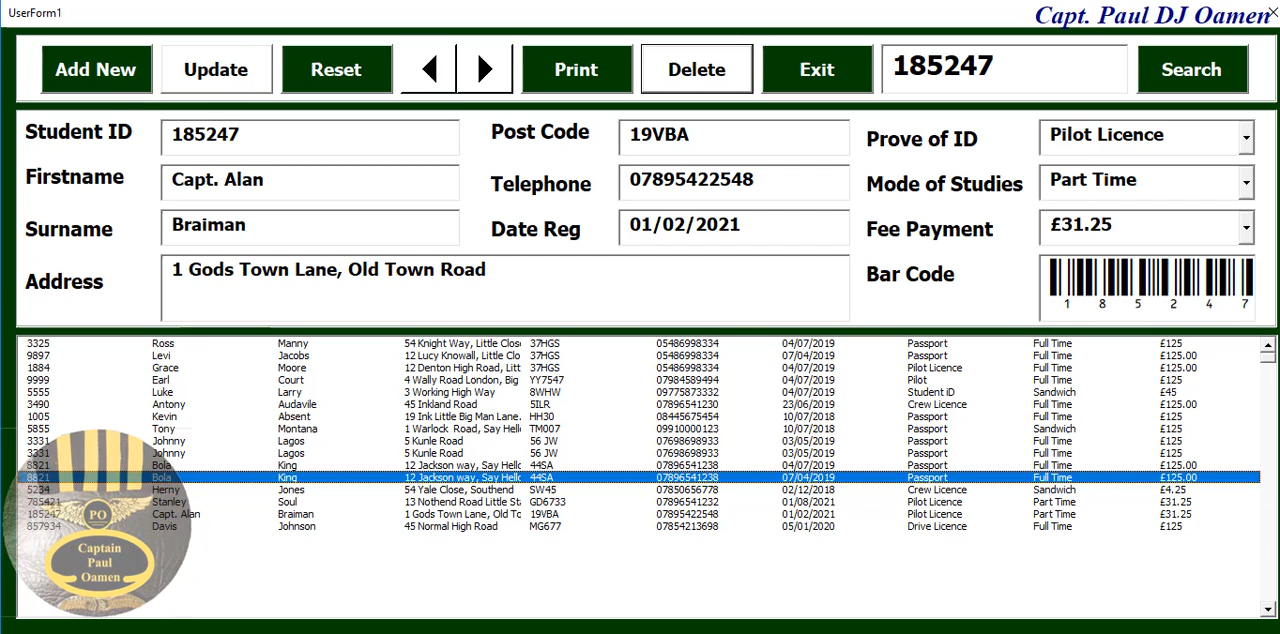 UserForm1
Capt. Paul DJ Oamen
Add New Update Reset Print Delete Exit 185247 Search
Student ID 185247 Post Code 19VBA Prove of ID Pilot Licence
Firstname Capt. Alan Telephone 07895422548 Mode of Studies Part Time
Surname Braiman Date Reg 01/02/2021 Fee Payment £31.25
Address 1 Gods Town Lane, Old Town Road Bar Code
1 8 5 2 4 7
3325 Ross Manny 54 Knight Way, Little Close 37HGS 05486998334 04/07/2019 Passport Full Time £125
9897 Levi Jacobs 12 Lucy Knowall, Little Clo 37HGS 05486998334 07/04/2019 Passport Full Time £125.00
1884 Grace Moore 12 Denton High Road, Litt 37HGS 05486998334 04/07/2019 Pilot Licence Full Time £125.00
9999 Earl Court 4 Wally Road London, Big YY7547 07984589494 04/07/2019 Pilot Full Time £125
5555 Luke Larry 3 Working High Way 8WHW 09775873332 04/07/2019 Student iD Sandwich £45
3490 Antony Audavile 45 Inkland Road 5ILR 07896541230 23/06/2019 Crew Licence Full Time £125.00
1005 Kevin Absent 19 Ink Little Big Man Lane. HH30 08445675454 10/07/2018 Passport Full Time £125
5855 Tony Montana 1 Warlock Road, Say Hell TM007 09910000123 10/07/2018 Passport Sandwich £125
3331 Johnny Lagos 5 Kunle Road 56 JW 07698698933 03/05/2019 Passport Full Time £125
3331 Johnny Lagos 5 Kunle Road 56 JW 07698698933 03/05/2019 Passport Full Time £125
8821 Bola King 12 Jackson way, Say Hello 44SA 07896541238 04/07/2019 Passport Full Time £125.00
8821 Bola King 12 Jackson way, Say Hello 44SA 07896541238 07/04/2019 Passport Full Time £125.00
5234 Herny Jones 54 Yale Close, Southend SW45 07850656778 02/12/2018 Crew Licence Sandwich £4.25
785421 Stanley Soul 13 Northend Road Little St GD6733 07896541232 01/08/2021 Pilot Licence Part Time £31.25
185247 Capt. Alan Braiman 1 Gods Town Lane, Old To 19VBA 07895422548 01/02/2021 Pilot Licence Part Time £31.25
857934 Davis Johnson 45 Normal High Road MG677 07854213698 05/01/2020 Drive Licence Full Time £125
PO
Captain
Paul
Oamen
PO